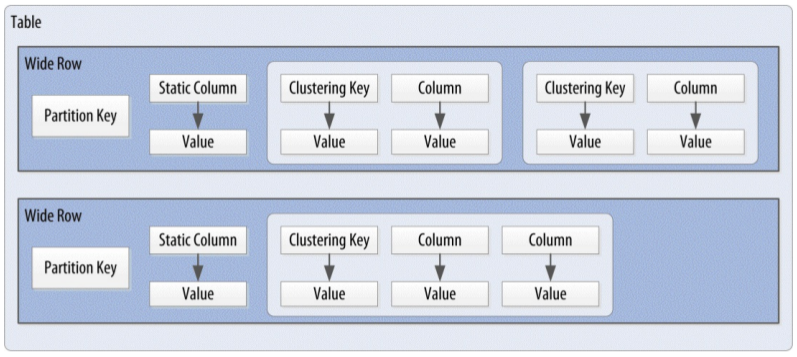 Table
Wide Row
Partition Key
Static Column
Value
Clustering Key
Value
Column
Value
Clustering Key
Value
Column
Value
Wide Row
Partition Key
Static Column
Value
Clustering Key
Value
Column
Value
Column
Value